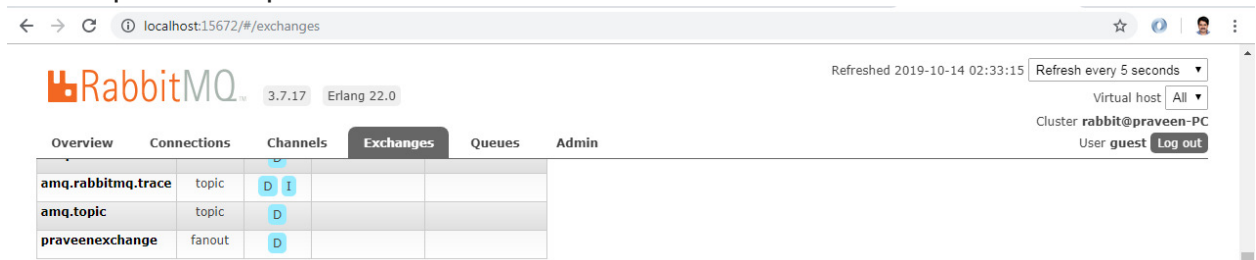 localhost:15672/#/exchanges
Refreshed 2019-10-14 02:33:15 Refresh every 5 seconds
RabbitMQ 3.7.17 Erlang 22.0
Virtual host All
Cluster rabbit@praveen-PC
User guest Log out
Overview Connections Channels Exchanges Queues Admin
amq.rabbitmq.trace topic D I
amq.topic topic D
praveenexchange fanout D